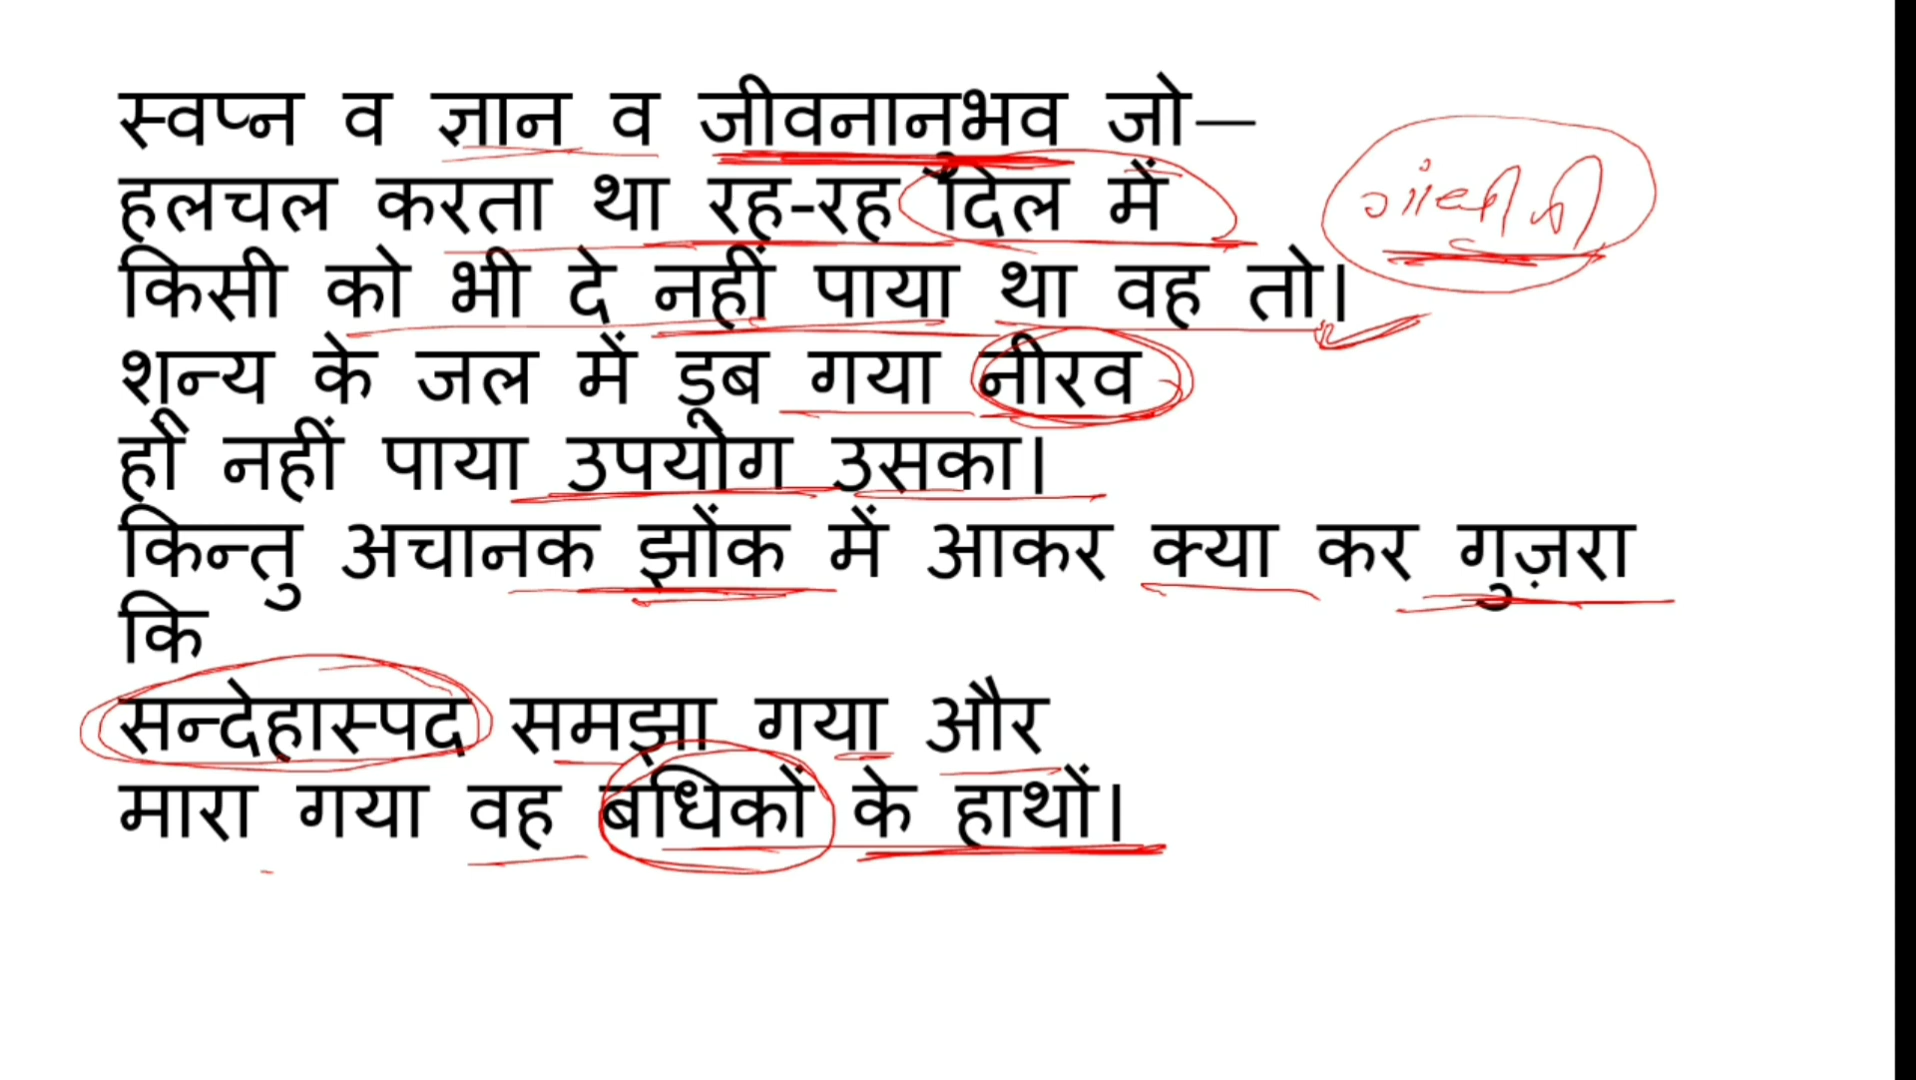 स्वप्न व ज्ञान व जीवनानुभव जो—
हलचल करता था रह-रह दिल में
किसी को भी दे नहीं पाया था वह तो।
शून्य के जल में डूब गया नीरव
हो नहीं पाया उपयोग उसका।
किन्तु अचानक झोंक में आकर क्या कर गुज़रा
कि
सन्देहास्पद समझा गया और
मारा गया वह बधिकों के हाथों।